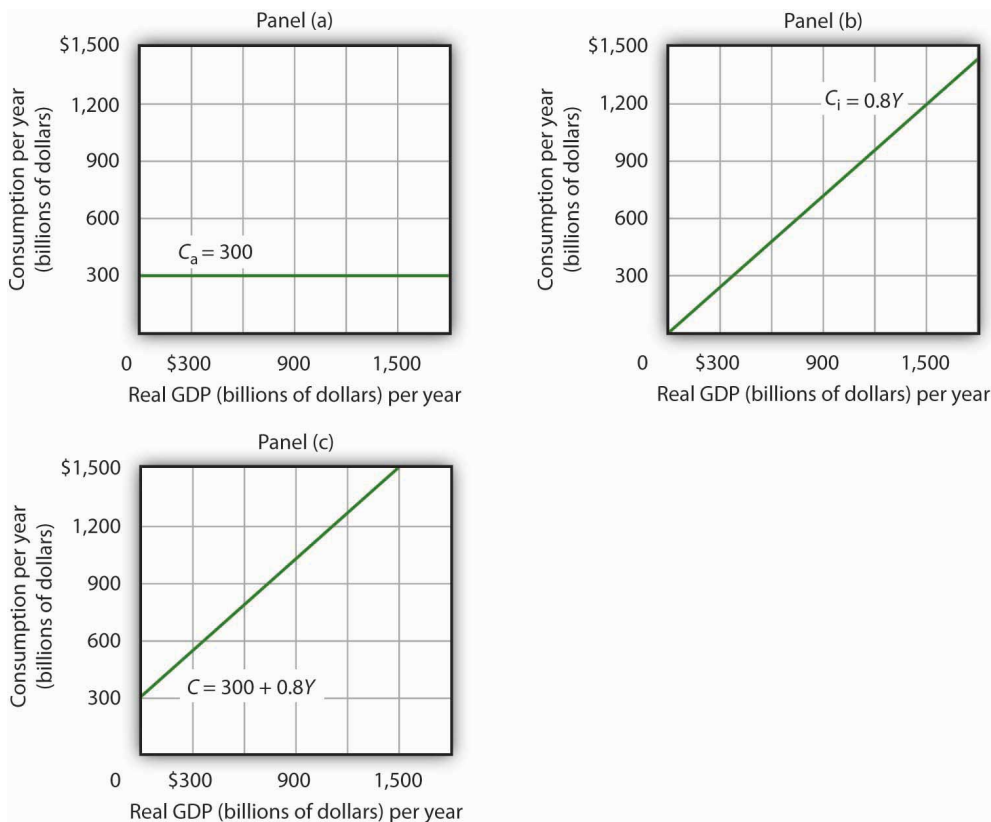 Panel (a)
$1,500
1,200
900
600
300
Consumption per year
(billions of dollars)
Ca = 300
0 $300 900 1,500
Real GDP (billions of dollars) per year
Panel (b)
$1,500
1,200
900
600
300
Consumption per year
(billions of dollars)
Ci = 0.8Y
0 $300 900 1,500
Real GDP (billions of dollars) per year
Panel (c)
$1,500
1,200
900
600
300
Consumption per year
(billions of dollars)
C = 300 + 0.8Y
0 $300 900 1,500
Real GDP (billions of dollars) per year